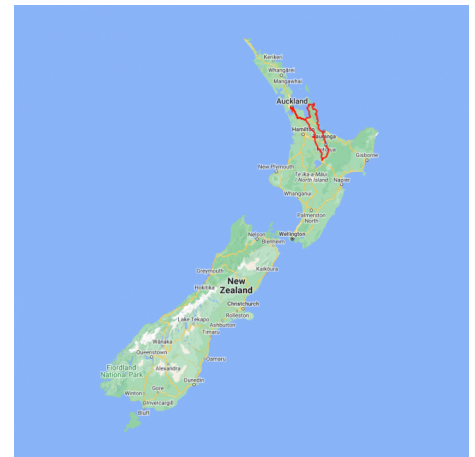 Kerikeri
Whangārei
Mangawhai
Auckland
Hamilton
Tauranga
Gisborne
New Plymouth
Te Ika-a-Māui
North Island
Napier
Whanganui
Palmerston
North
Nelson
Wellington
Blenheim
Greymouth
Kaikōura
Hokitika
New
Zealand
Christchurch
Rolleston
Lake Tekapo
Ashburton
Timaru
Wānaka
Oamaru
Queenstown
Fiordland
National Park
Alexandra
Gore
Dunedin
Winton
Invercargill
Bluff